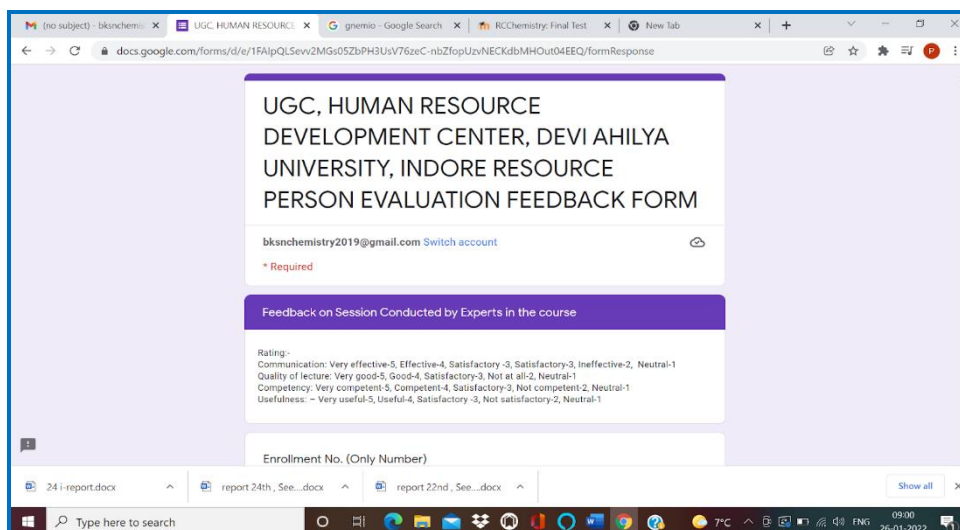 (no subject) - bksnchemis
UGC, HUMAN RESOURCE
gnemio - Google Search
RCChemistry: Final Test
New Tab
docs.google.com/forms/d/e/1FAIpQLSevv2MGs05ZbPH3UsV76zeC-nbZfopUzvNECKdbMHOut04EEQ/formResponse
P
UGC, HUMAN RESOURCE
DEVELOPMENT CENTER, DEVI AHILYA
UNIVERSITY, INDORE RESOURCE
PERSON EVALUATION FEEDBACK FORM
bksnchemistry2019@gmail.com Switch account
* Required
Feedback on Session Conducted by Experts in the course
Rating:-
Communication: Very effective-5, Effective-4, Satisfactory -3, Satisfactory-3, Ineffective-2, Neutral-1
Quality of lecture: Very good-5, Good-4, Satisfactory-3, Not at all-2, Neutral-1
Competency: Very competent-5, Competent-4, Satisfactory-3, Not competent-2, Neutral-1
Usefulness: – Very useful-5, Useful-4, Satisfactory -3, Not satisfactory-2, Neutral-1
Enrollment No. (Only Number)
24 i-report.docx
report 24th , See....docx
report 22nd , See....docx
Show all
Type here to search
7°C
ENG
09:00
26-01-2022